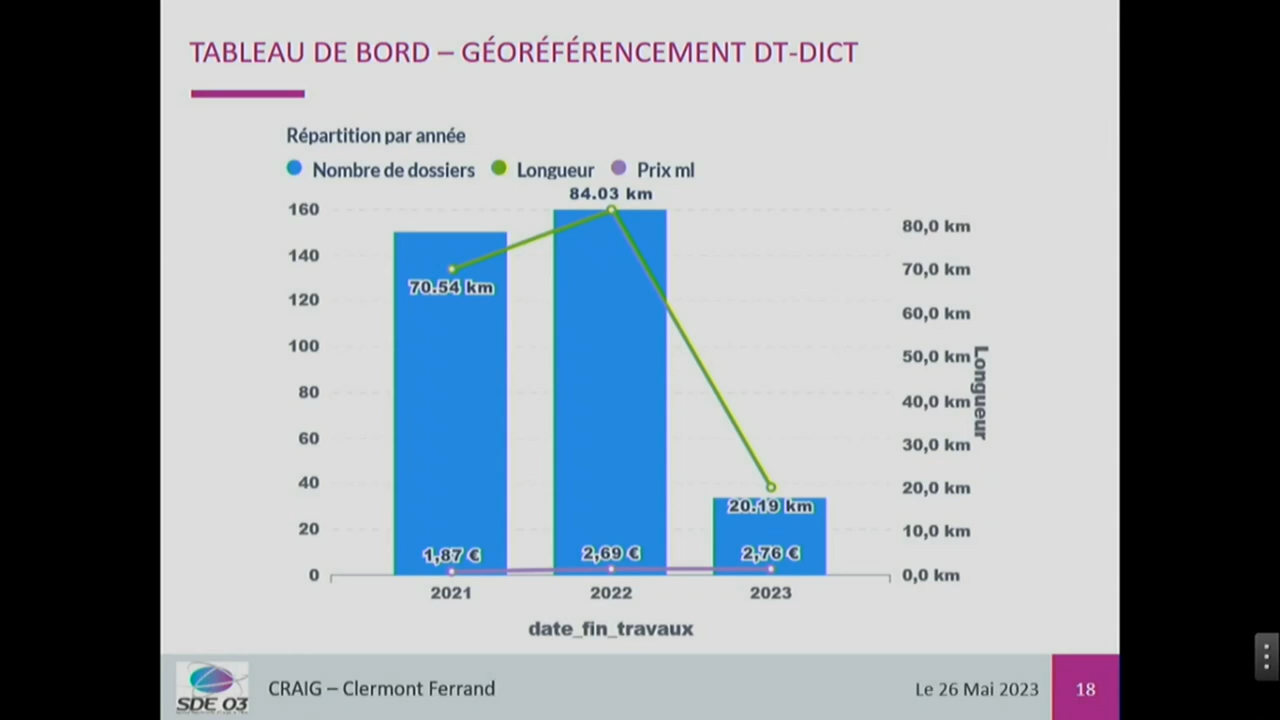 TABLEAU DE BORD – GÉORÉFÉRENCEMENT DT-DICT
Répartition par année
Nombre de dossiers Longueur Prix ml
84.03 km
160
140
120
100
80
60
40
20
0
70.54 km
20.19 km
1,87 €
2,69 €
2,76 €
80,0 km
70,0 km
60,0 km
50,0 km
40,0 km
30,0 km
20,0 km
10,0 km
0,0 km
Longueur
2021 2022 2023
date_fin_travaux
SDE 03
CRAIG – Clermont Ferrand
Le 26 Mai 2023
18